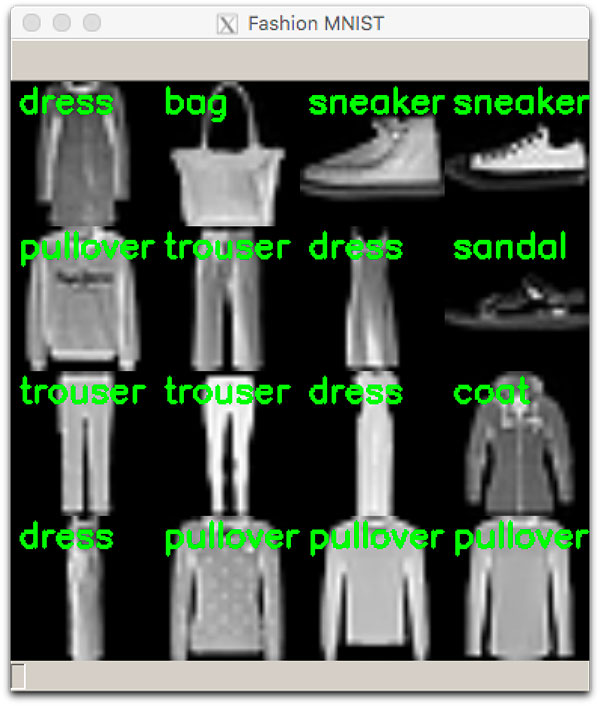 Fashion MNIST
dress bag sneaker sneaker
pullover trouser dress sandal
trouser trouser dress coat
dress pullover pullover pullover